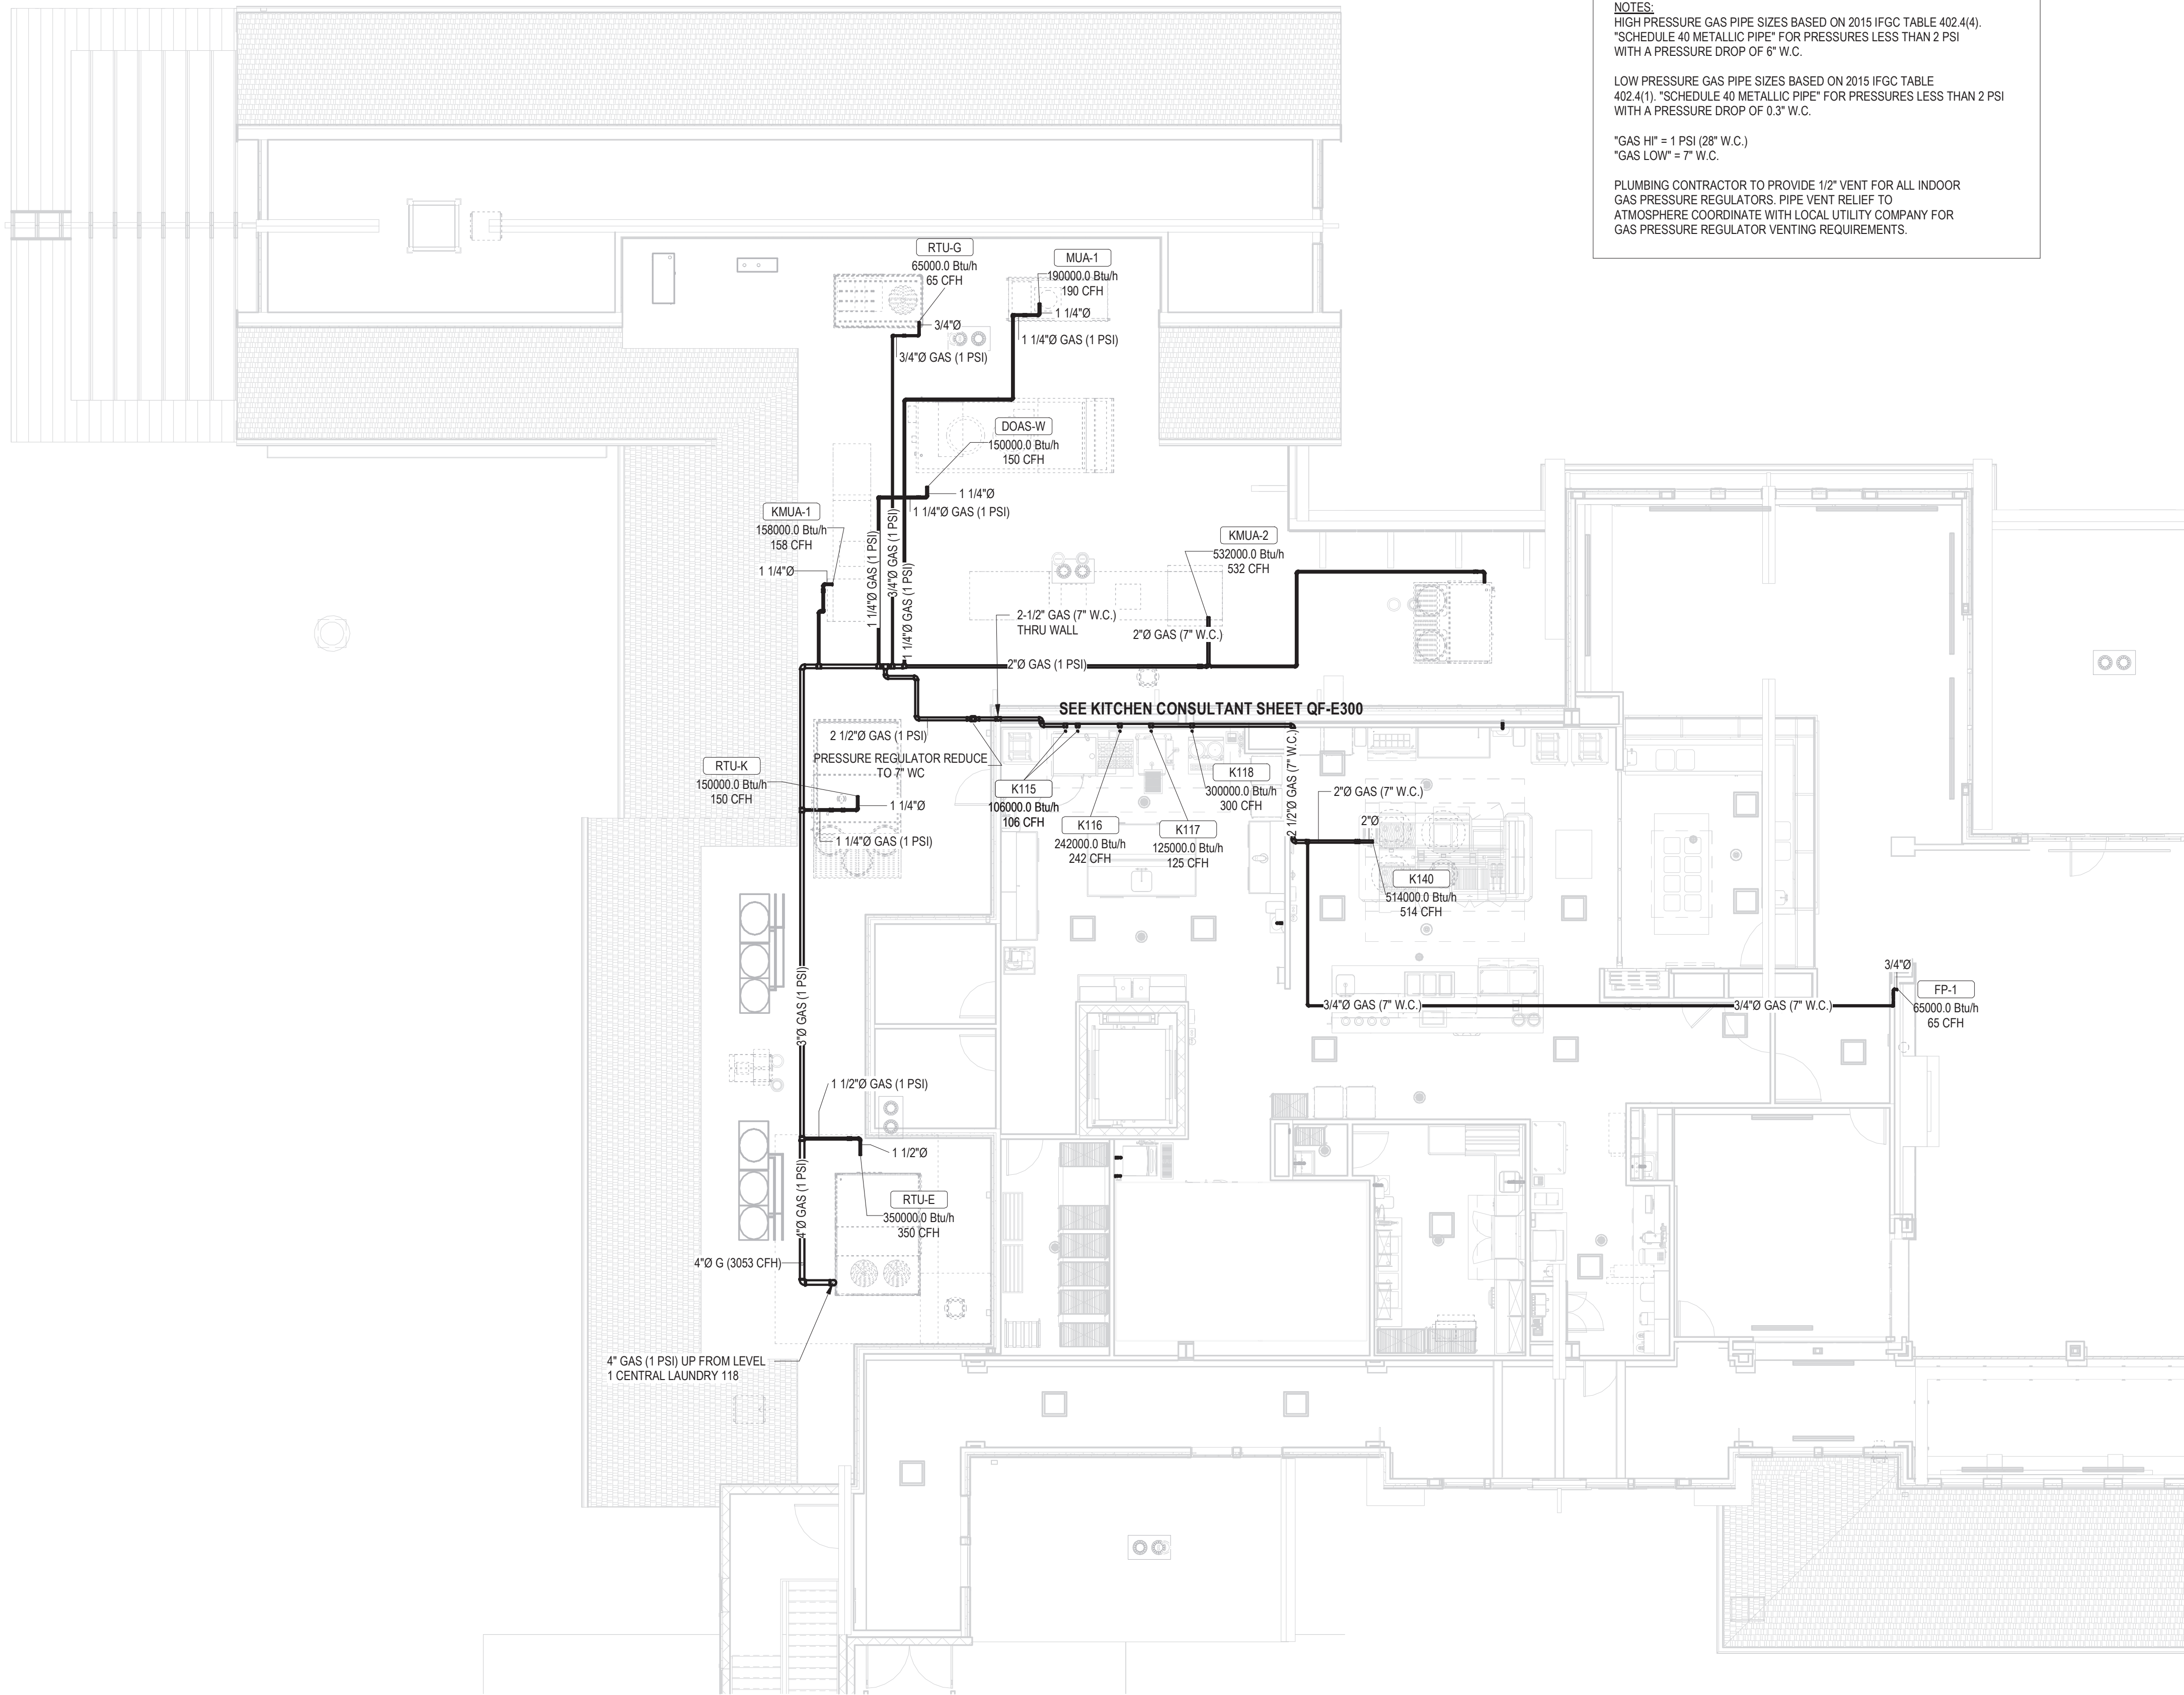 NOTES:
HIGH PRESSURE GAS PIPE SIZES BASED ON 2015 IFGC TABLE 402.4(4).
"SCHEDULE 40 METALLIC PIPE" FOR PRESSURES LESS THAN 2 PSI
WITH A PRESSURE DROP OF 6" W.C.
LOW PRESSURE GAS PIPE SIZES BASED ON 2015 IFGC TABLE
402.4(1). "SCHEDULE 40 METALLIC PIPE" FOR PRESSURES LESS THAN 2 PSI
WITH A PRESSURE DROP OF 0.3" W.C.
"GAS HI" = 1 PSI (28" W.C.)
"GAS LOW" = 7" W.C.
PLUMBING CONTRACTOR TO PROVIDE 1/2" VENT FOR ALL INDOOR
GAS PRESSURE REGULATORS. PIPE VENT RELIEF TO
ATMOSPHERE COORDINATE WITH LOCAL UTILITY COMPANY FOR
GAS PRESSURE REGULATOR VENTING REQUIREMENTS.
RTU-G
65000.0 Btu/h
65 CFH
3/4"Ø
3/4"Ø GAS (1 PSI)
MUA-1
190000.0 Btu/h
190 CFH
1 1/4"Ø
1 1/4"Ø GAS (1 PSI)
DOAS-W
150000.0 Btu/h
150 CFH
1 1/4"Ø
1 1/4"Ø GAS (1 PSI)
KMUA-1
158000.0 Btu/h
158 CFH
1 1/4"Ø
1 1/4"Ø GAS (1 PSI)
3/4"Ø GAS (1 PSI)
1 1/4"Ø GAS (1 PSI)
KMUA-2
532000.0 Btu/h
532 CFH
2-1/2" GAS (7" W.C.)
THRU WALL
2"Ø GAS (7" W.C.)
2"Ø GAS (1 PSI)
SEE KITCHEN CONSULTANT SHEET QF-E300
2 1/2"Ø GAS (1 PSI)
PRESSURE REGULATOR REDUCE
TO 7" WC
RTU-K
150000.0 Btu/h
150 CFH
1 1/4"Ø
1 1/4"Ø GAS (1 PSI)
K115
106000.0 Btu/h
106 CFH
K116
242000.0 Btu/h
242 CFH
K117
125000.0 Btu/h
125 CFH
K118
300000.0 Btu/h
300 CFH
2 1/2"Ø GAS (7" W.C.)
2"Ø GAS (7" W.C.)
2"Ø
K140
514000.0 Btu/h
514 CFH
3/4"Ø GAS (7" W.C.)
3/4"Ø GAS (7" W.C.)
3/4"Ø
FP-1
65000.0 Btu/h
65 CFH
3"Ø GAS (1 PSI)
1 1/2"Ø GAS (1 PSI)
1 1/2"Ø
4"Ø GAS (1 PSI)
RTU-E
350000.0 Btu/h
350 CFH
4"Ø G (3053 CFH)
4" GAS (1 PSI) UP FROM LEVEL
1 CENTRAL LAUNDRY 118